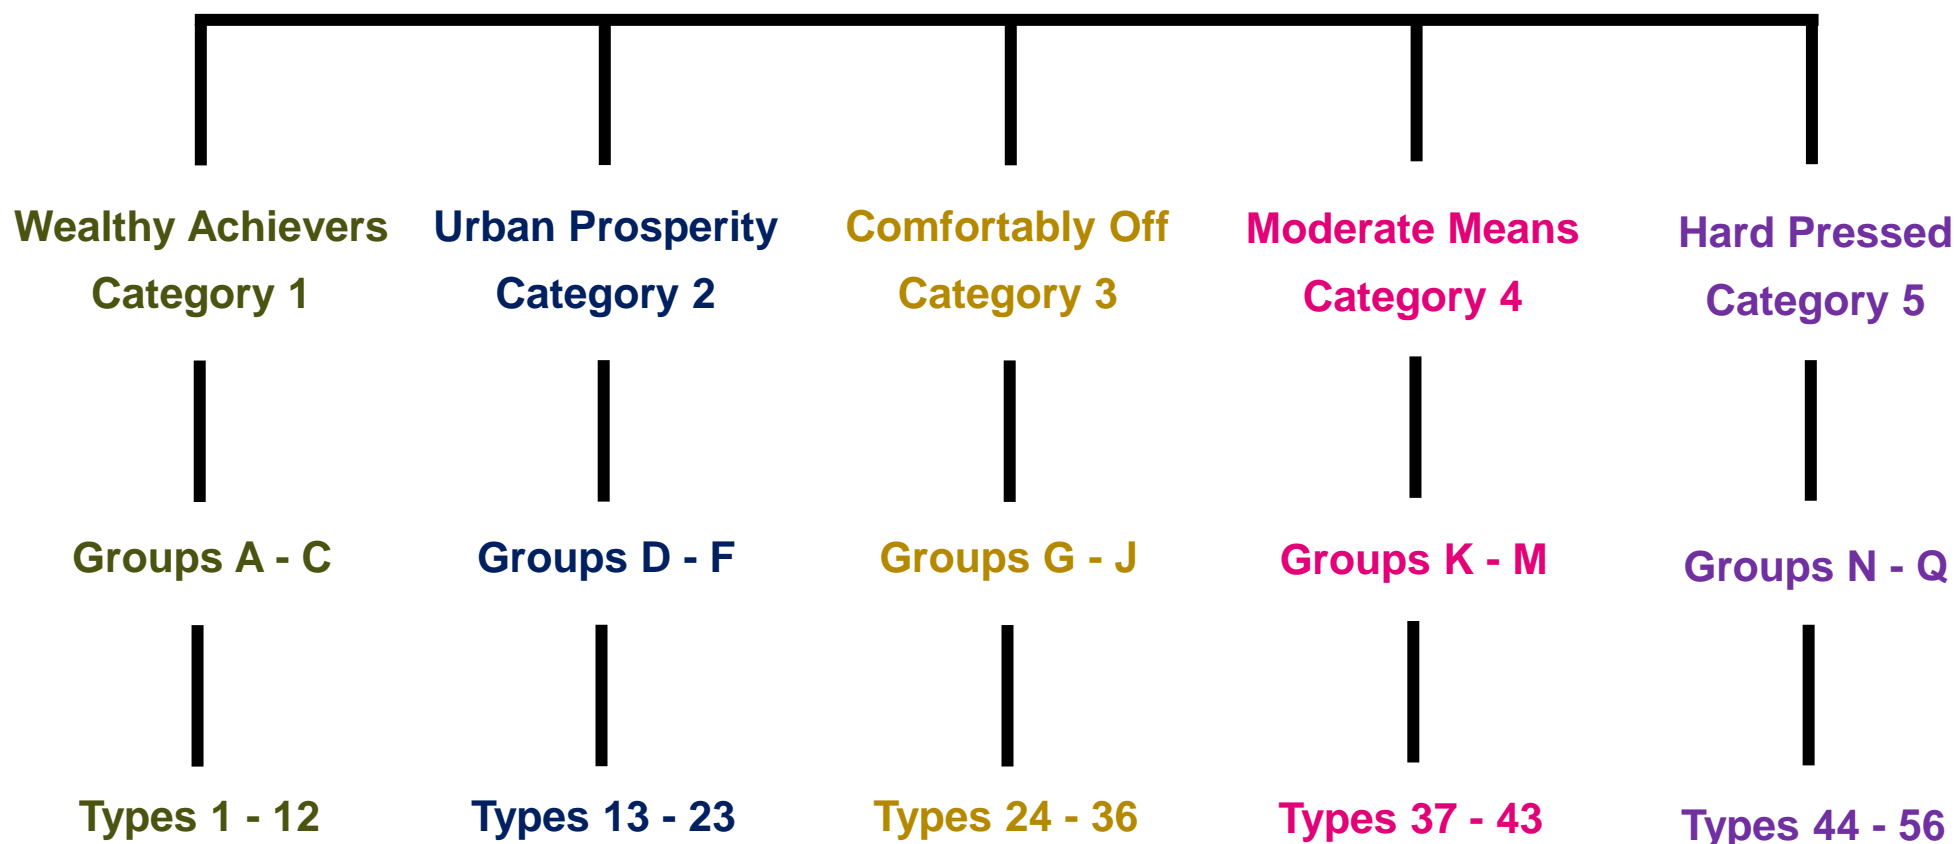 Wealthy Achievers
Category 1
Urban Prosperity
Category 2
Comfortably Off
Category 3
Moderate Means
Category 4
Hard Pressed
Category 5
Groups A - C
Groups D - F
Groups G - J
Groups K - M
Groups N - Q
Types 1 - 12
Types 13 - 23
Types 24 - 36
Types 37 - 43
Types 44 - 56